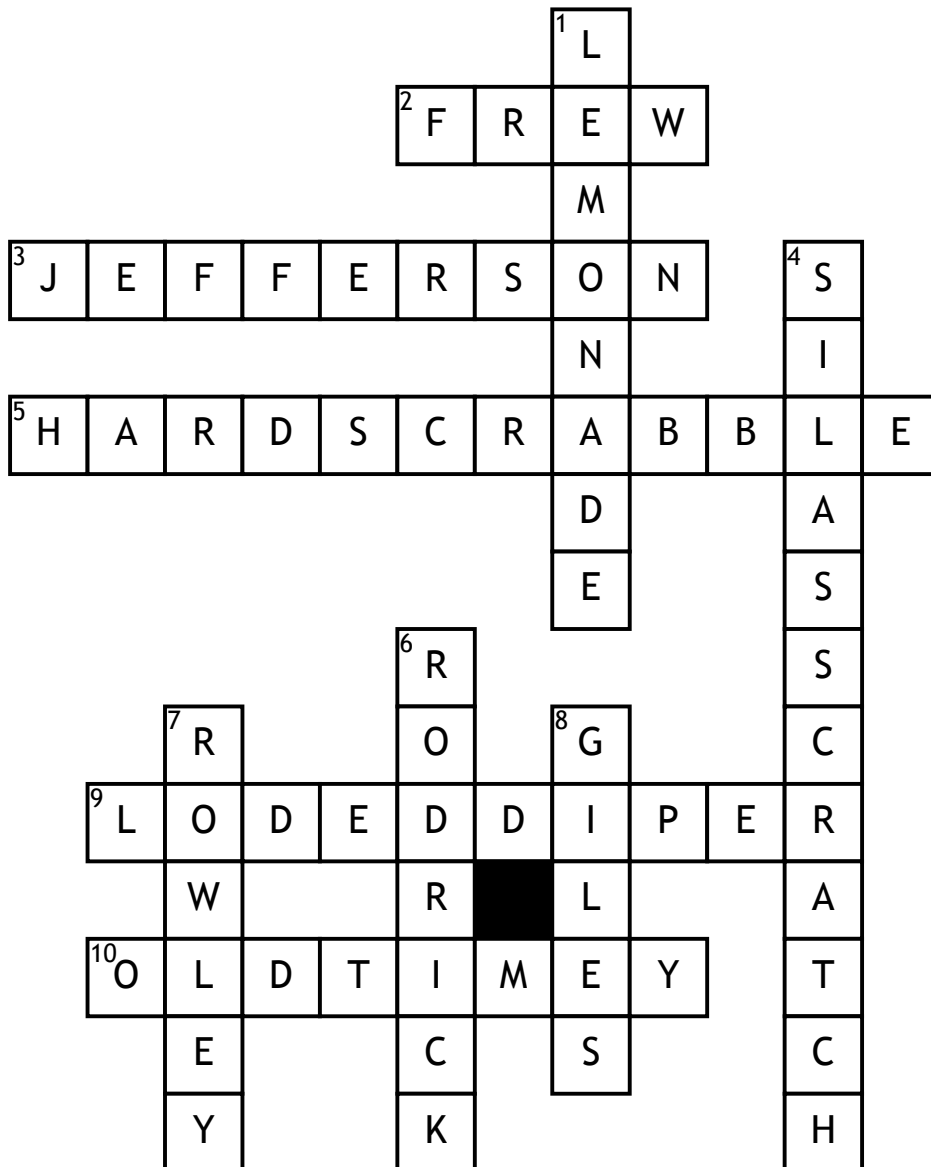 1 L
2 F R E W
M
3 J E F F E R S O N 4 S
N I
5 H A R D S C R A B B L E
D A
E S
6 R S
7 R O 8 G C
9 L O D E D D I P E R
W R L A
10 O L D T I M E Y T
E C S C
Y K H